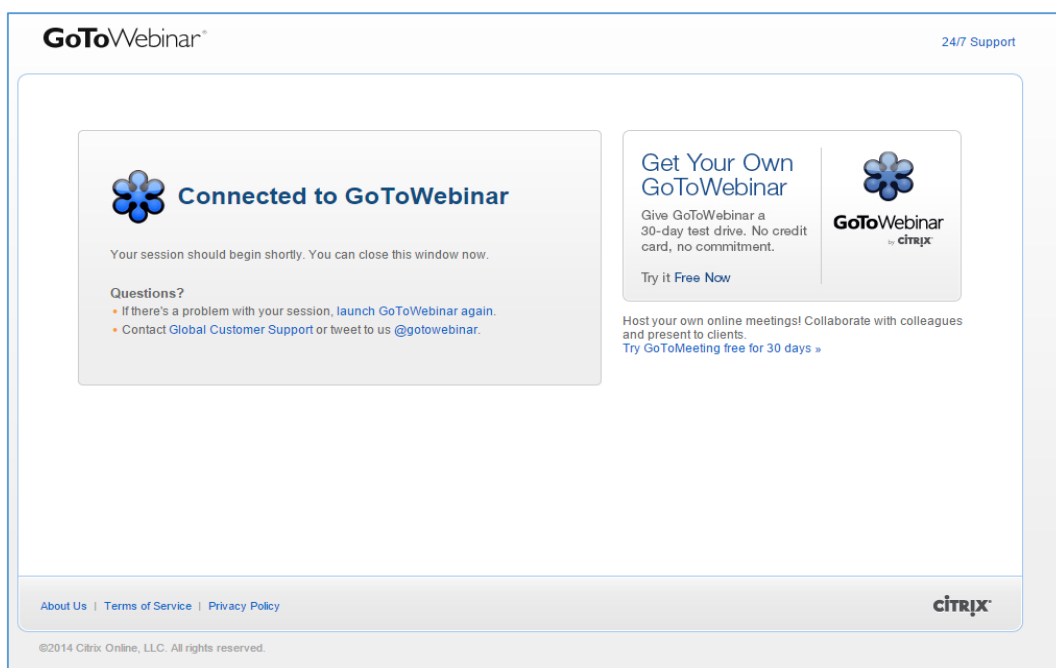 GoToWebinar®
24/7 Support
Connected to GoToWebinar
Your session should begin shortly. You can close this window now.
Questions?
• If there's a problem with your session, launch GoToWebinar again.
• Contact Global Customer Support or tweet to us @gotowebinar.
Get Your Own
GoToWebinar
Give GoToWebinar a
30-day test drive. No credit
card, no commitment.
Try it Free Now
GoToWebinar
by CITRIX
Host your own online meetings! Collaborate with colleagues
and present to clients.
Try GoToMeeting free for 30 days »
About Us | Terms of Service | Privacy Policy
CITRIX
©2014 Citrix Online, LLC. All rights reserved.